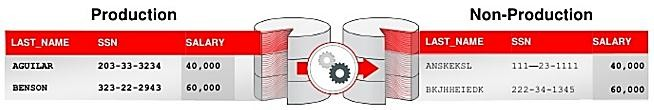 Production
LAST_NAME SSN SALARY
AGUILAR 203-33-3234 40,000
BENSON 323-22-2943 60,000
Non-Production
LAST_NAME SSN SALARY
ANSKEKSL 111—23-1111 40,000
BKJHHEIEDK 222-34-1345 60,000